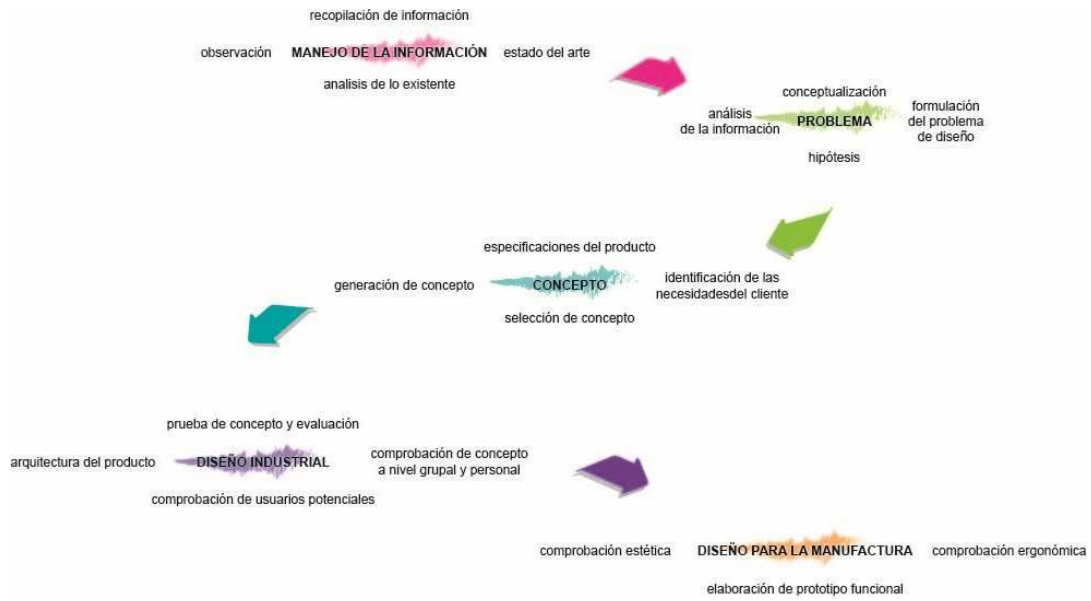 recopilación de información
observación
MANEJO DE LA INFORMACIÓN
estado del arte
analisis de lo existente
conceptualización
análisis
de la información
PROBLEMA
formulación
del problema
de diseño
hipótesis
especificaciones del producto
generación de concepto
CONCEPTO
identificación de las
necesidadesdel cliente
selección de concepto
prueba de concepto y evaluación
arquitectura del producto
DISEÑO INDUSTRIAL
comprobación de concepto
a nivel grupal y personal
comprobación de usuarios potenciales
comprobación estética
DISEÑO PARA LA MANUFACTURA
comprobación ergonómica
elaboración de prototipo funcional